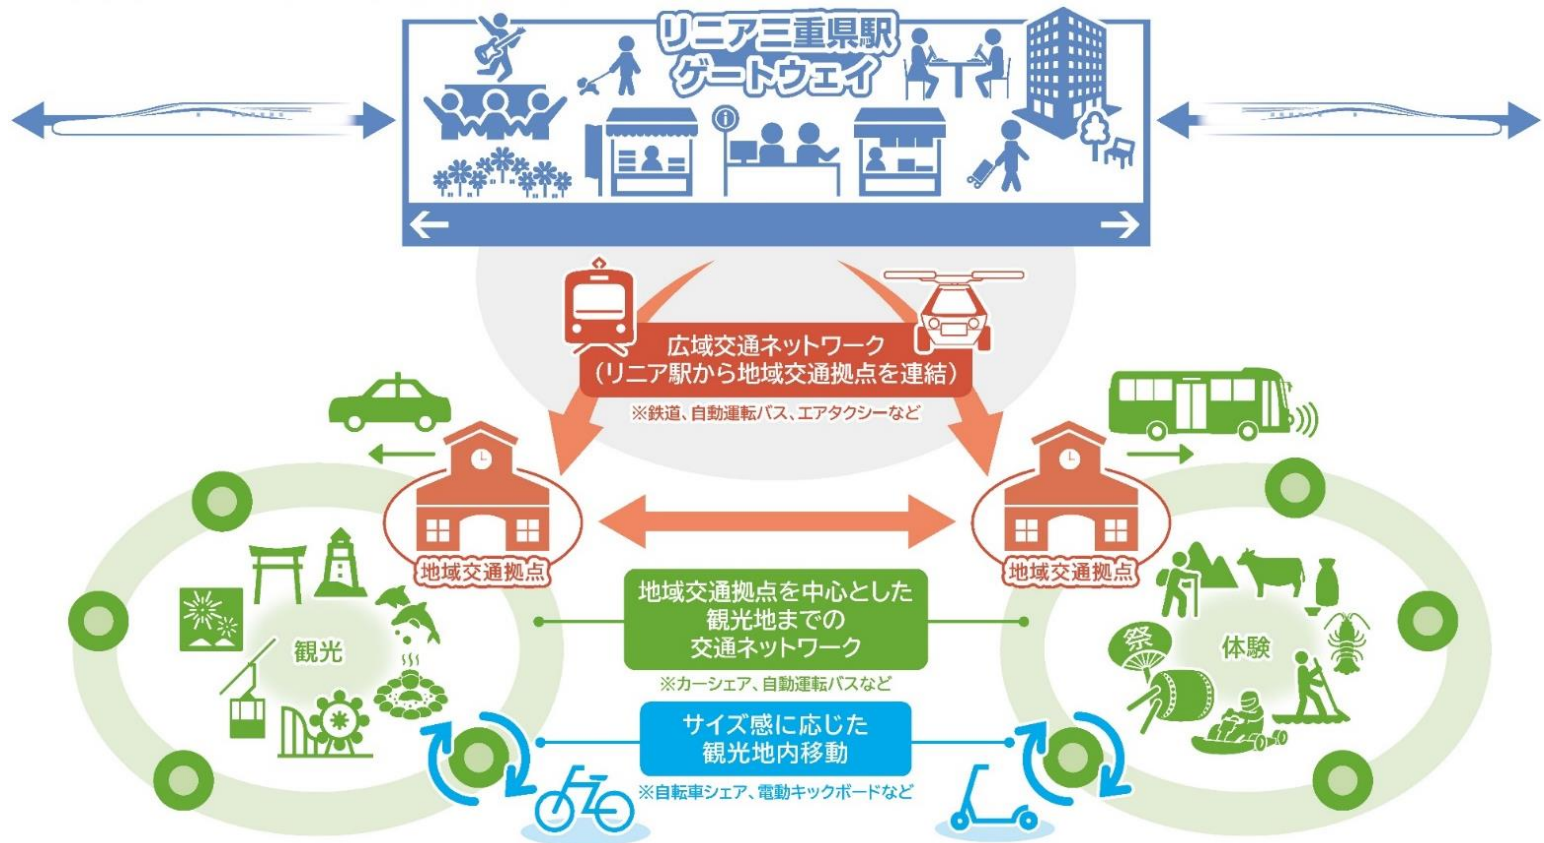 リニア三重県駅
ゲートウェイ
i
広域交通ネットワーク
（リニア駅から地域交通拠点を連結）
※鉄道、自動運転バス、エアタクシーなど
地域交通拠点
地域交通拠点
地域交通拠点を中心とした
観光地までの
交通ネットワーク
※カーシェア、自動運転バスなど
観光
祭
体験
サイズ感に応じた
観光地内移動
※自転車シェア、電動キックボードなど